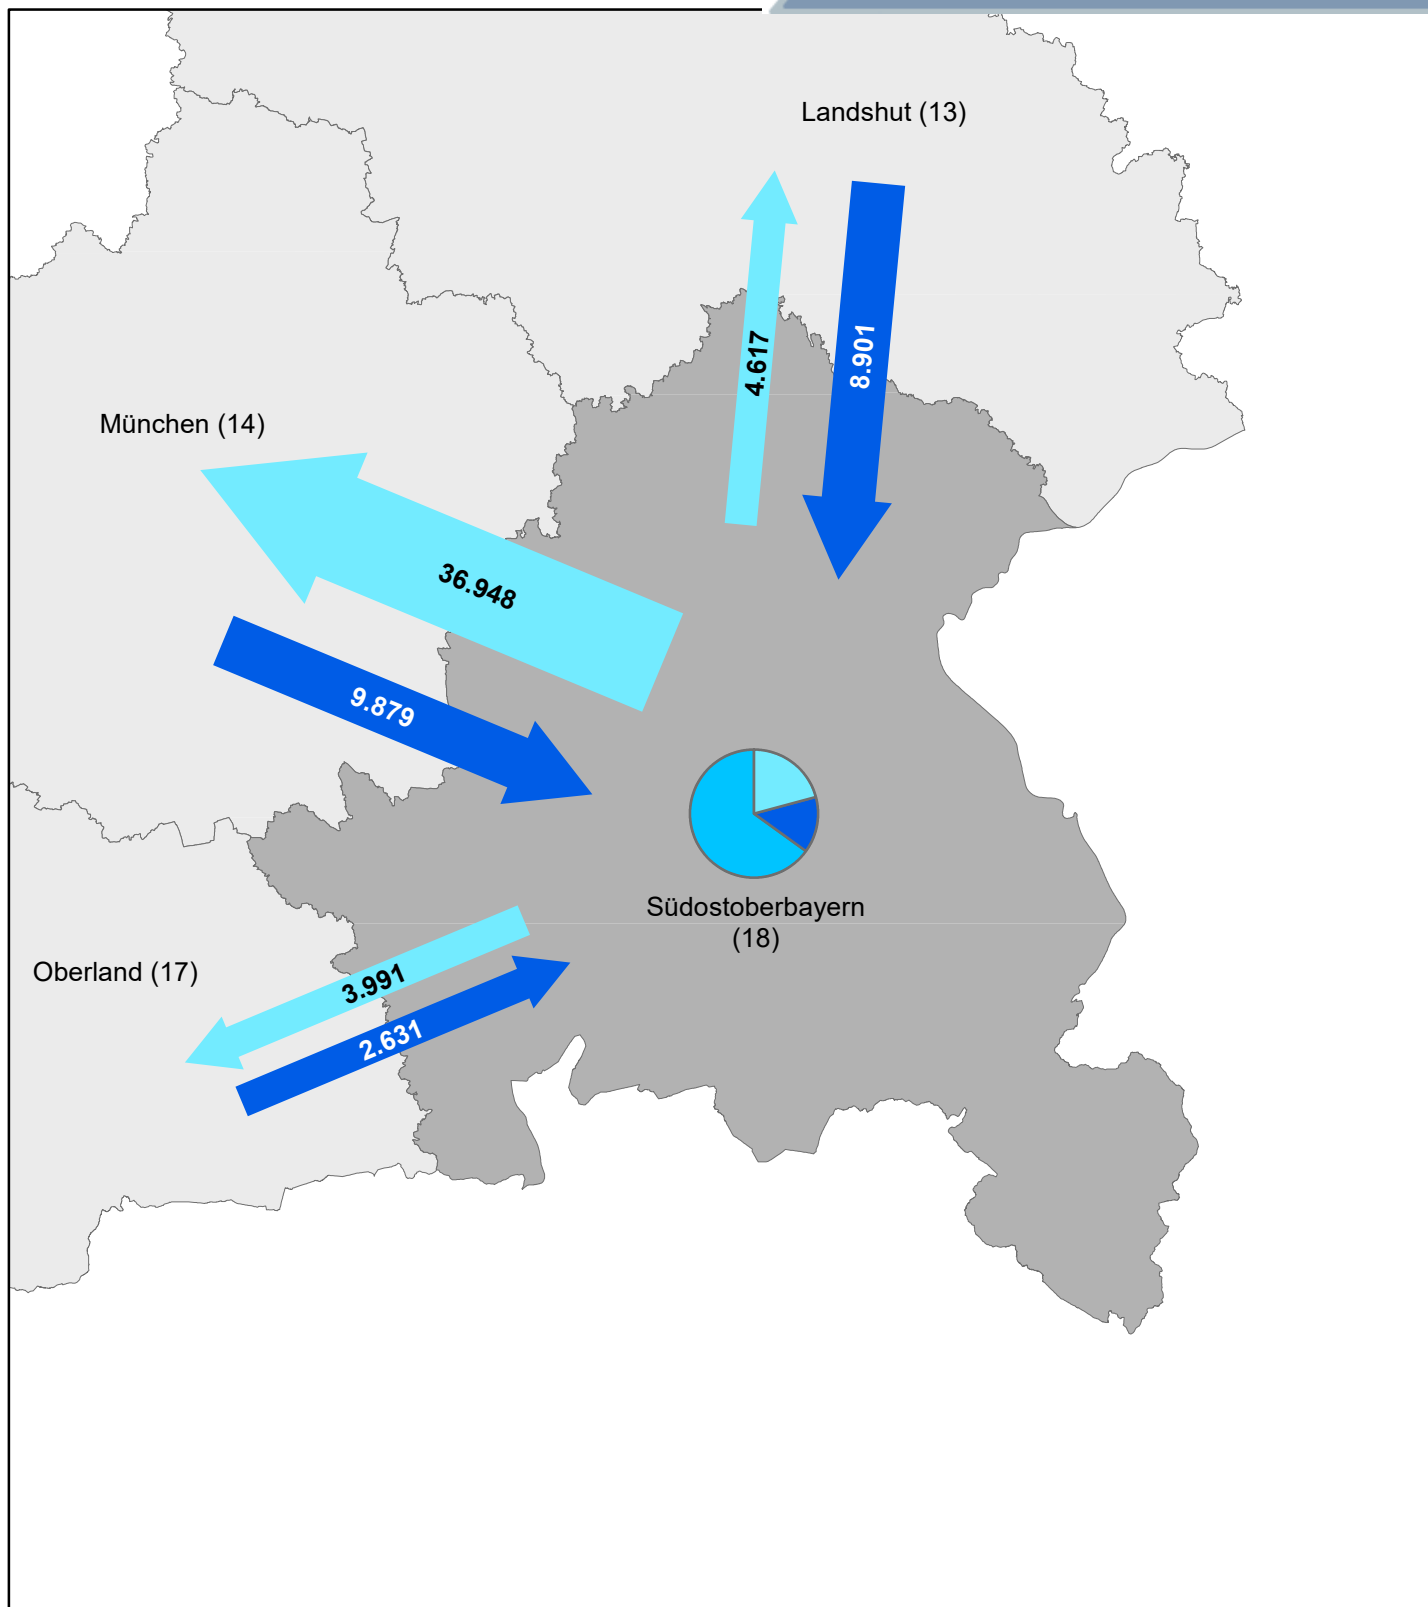 Landshut (13)
4.617
8.901
München (14)
36.948
9.879
Südostoberbayern
(18)
Oberland (17)
3.991
2.631